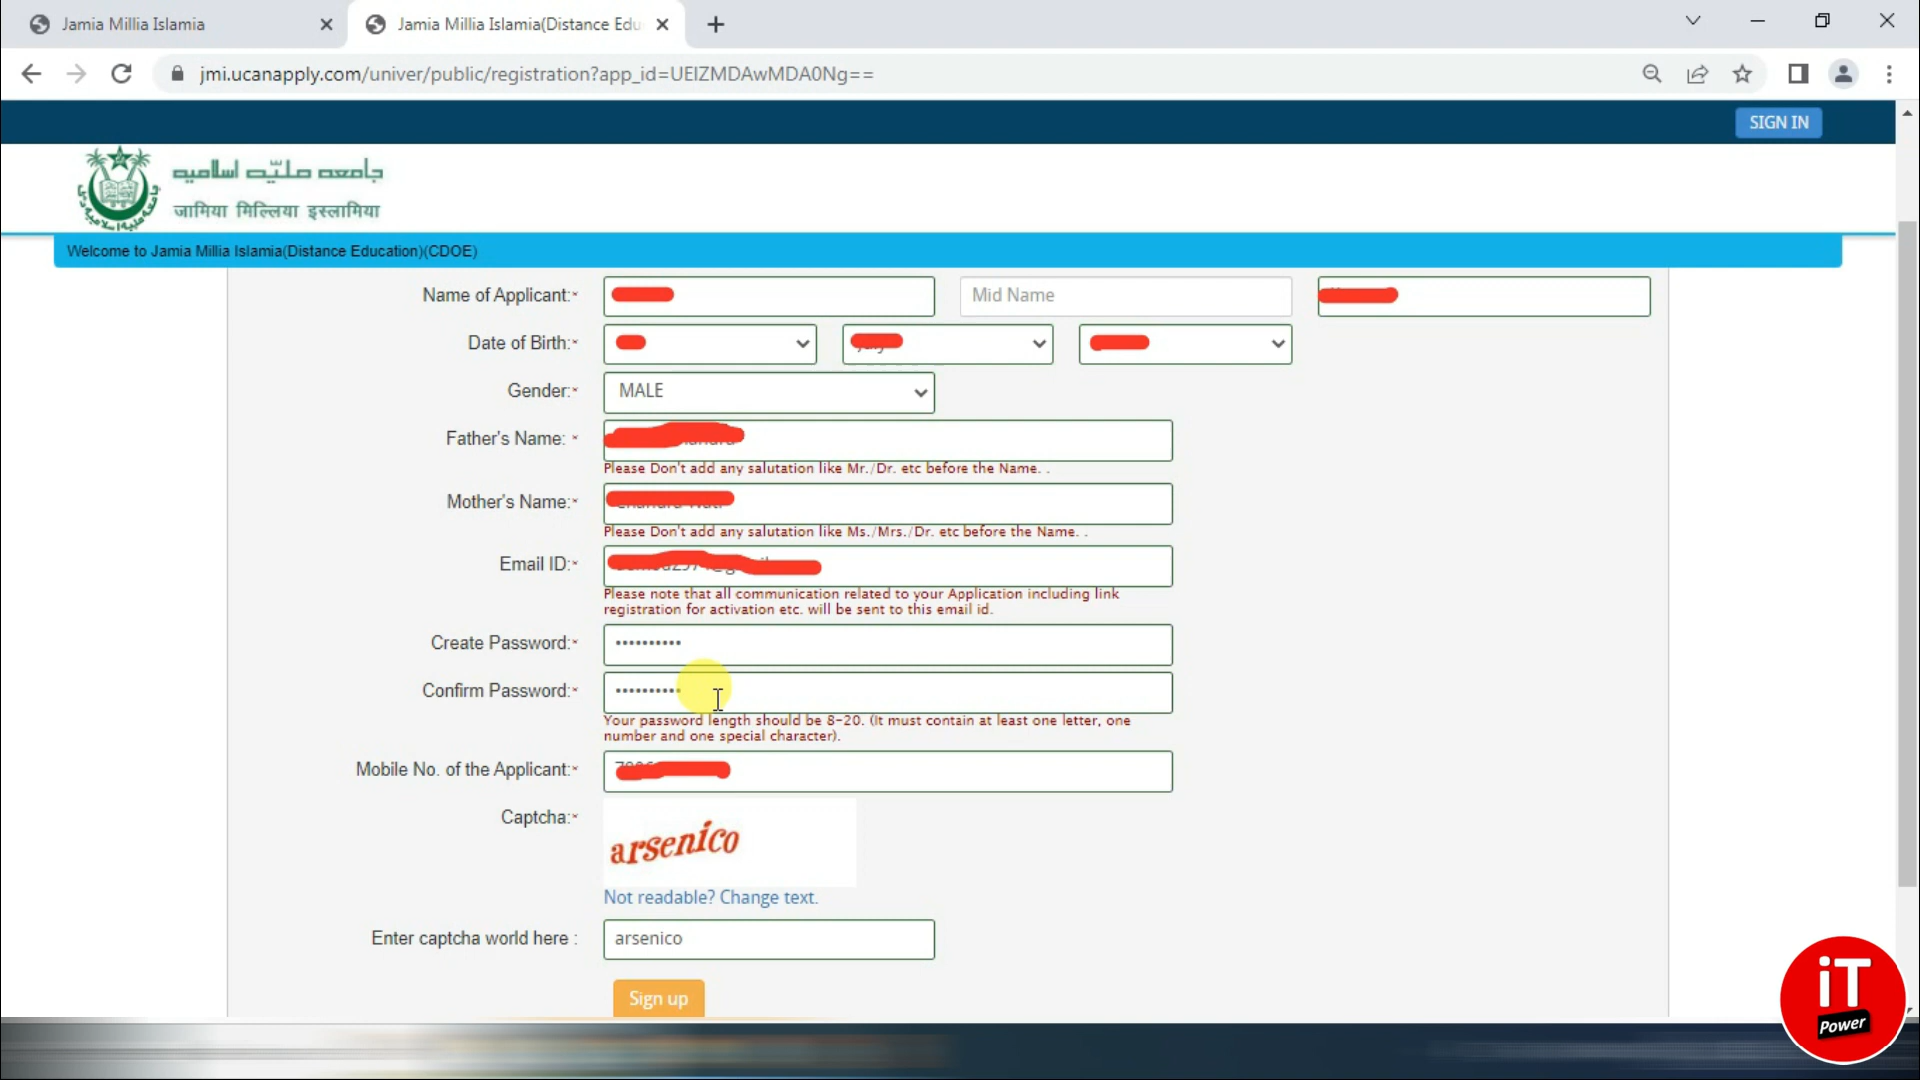 Jamia Millia Islamia
Jamia Millia Islamia(Distance Edu
jmi.ucanapply.com/univer/public/registration?app_id=UElZMDAwMDA0Ng==
SIGN IN
جامعہ ملیّہ اسلامیہ
जामिया मिल्लिया इस्लामिया
Welcome to Jamia Millia Islamia(Distance Education)(CDOE)
Name of Applicant:*
Mid Name
Date of Birth:*
Gender:*
MALE
Father's Name: *
Please Don't add any salutation like Mr./Dr. etc before the Name. .
Mother's Name:*
Please Don't add any salutation like Ms./Mrs./Dr. etc before the Name. .
Email ID:*
Please note that all communication related to your Application including link
registration for activation etc. will be sent to this email id.
Create Password:*
••••••••••
Confirm Password:*
••••••••••
Your password length should be 8-20. (It must contain at least one letter, one
number and one special character).
Mobile No. of the Applicant:*
Captcha:*
arsenico
Not readable? Change text.
Enter captcha world here :
arsenico
Sign up
iT
Power